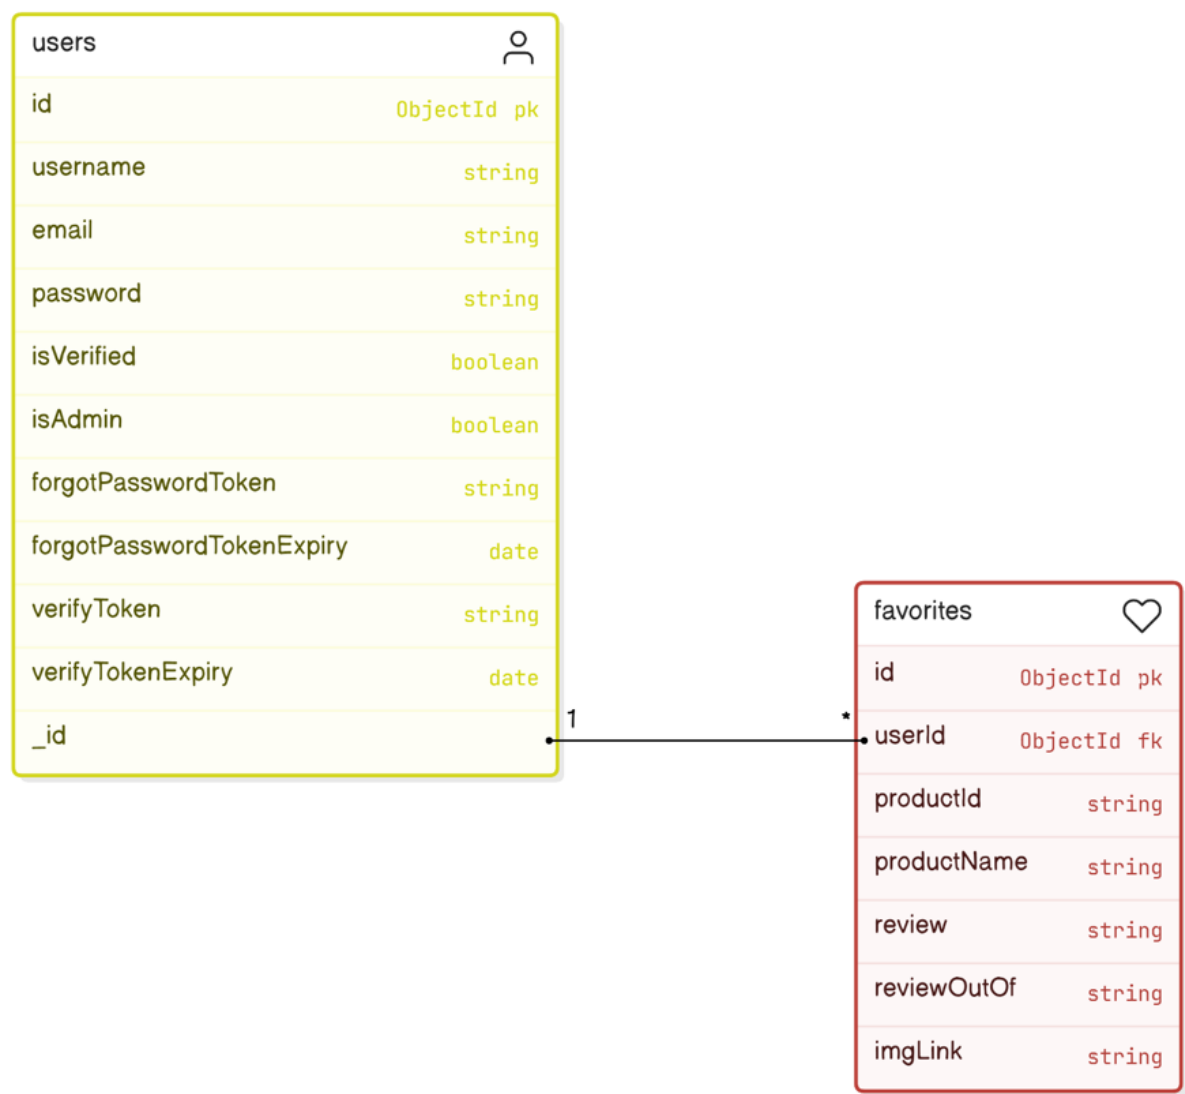 users
id ObjectId pk
username string
email string
password string
isVerified boolean
isAdmin boolean
forgotPasswordToken string
forgotPasswordTokenExpiry date
verifyToken string
verifyTokenExpiry date
_id
1 *
favorites
id ObjectId pk
userId ObjectId fk
productId string
productName string
review string
reviewOutOf string
imgLink string